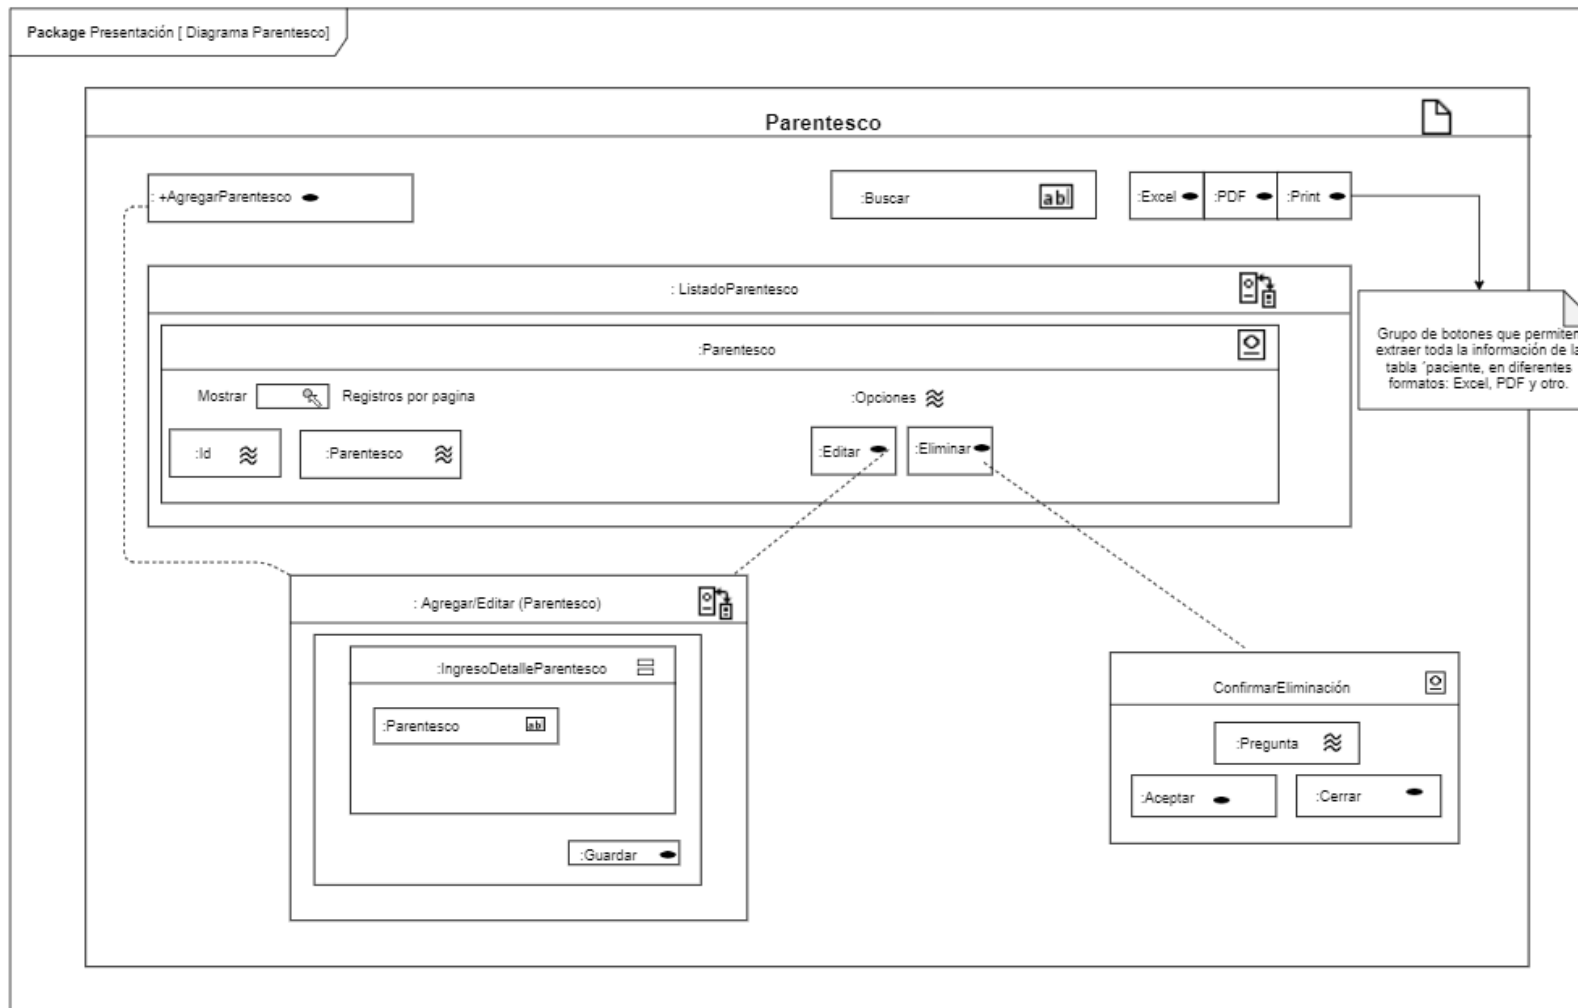 Package Presentación [ Diagrama Parentesco]
Parentesco
: +AgregarParentesco
:Buscar
ab
:Excel
:PDF
:Print
: ListadoParentesco
:Parentesco
Mostrar
Registros por pagina
:Opciones
:Id
:Parentesco
:Editar
:Eliminar
Grupo de botones que permiten
extraer toda la información de la
tabla ´paciente, en diferentes
formatos: Excel, PDF y otro.
: Agregar/Editar (Parentesco)
:IngresoDetalleParentesco
:Parentesco
ab
:Guardar
ConfirmarEliminación
:Pregunta
:Aceptar
:Cerrar